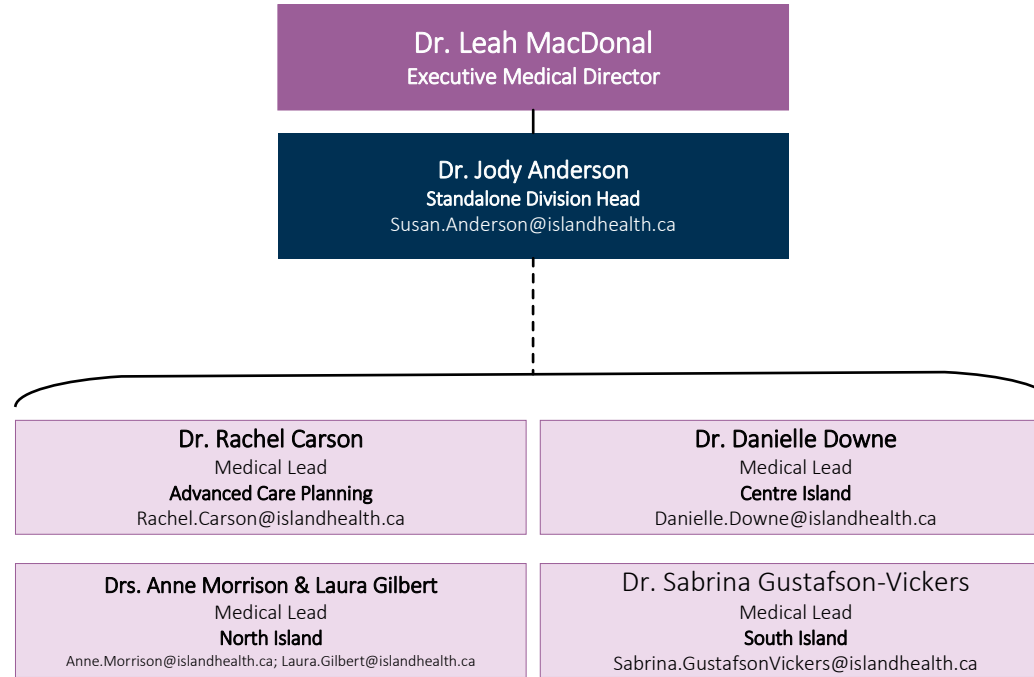 Dr. Leah MacDonal
Executive Medical Director
Dr. Jody Anderson
Standalone Division Head
Susan.Anderson@islandhealth.ca
Dr. Rachel Carson
Medical Lead
Advanced Care Planning
Rachel.Carson@islandhealth.ca
Dr. Danielle Downe
Medical Lead
Centre Island
Danielle.Downe@islandhealth.ca
Drs. Anne Morrison & Laura Gilbert
Medical Lead
North Island
Anne.Morrison@islandhealth.ca; Laura.Gilbert@islandhealth.ca
Dr. Sabrina Gustafson-Vickers
Medical Lead
South Island
Sabrina.GustafsonVickers@islandhealth.ca